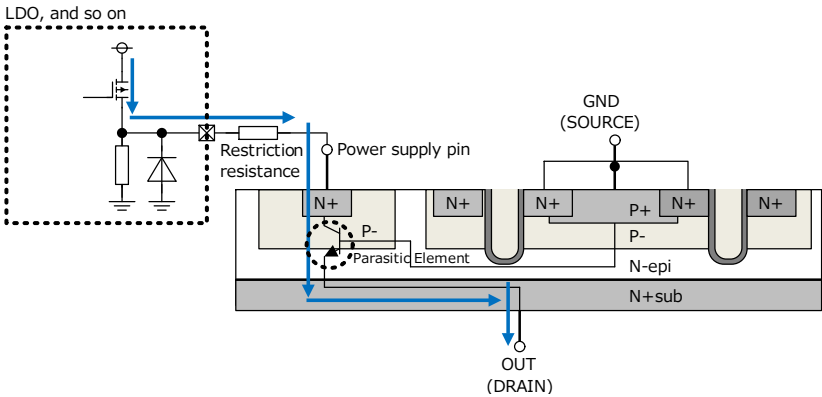 LDO, and so on
GND
(SOURCE)
Restriction
resistance
Power supply pin
N+
N+
N+
P+
N+
N+
P-
P-
Parasitic Element
N-epi
N+sub
OUT
(DRAIN)